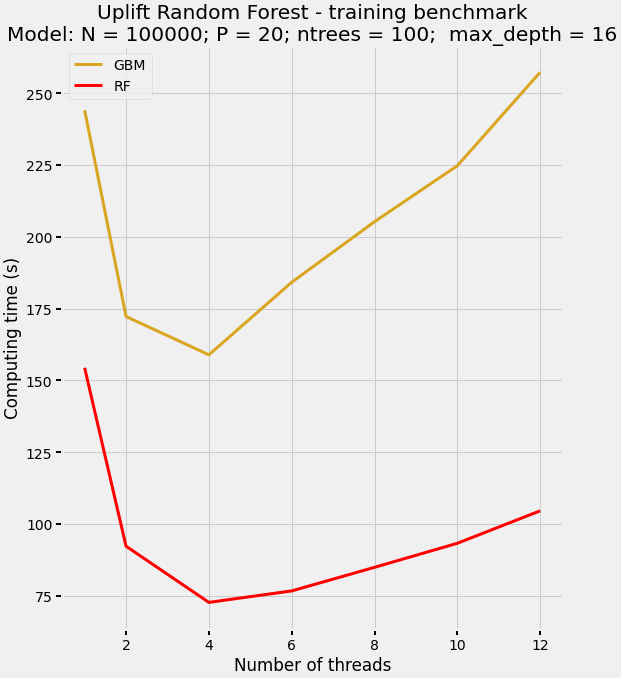 Uplift Random Forest - training benchmark
Model: N = 100000; P = 20; ntrees = 100;  max_depth = 16
GBM
RF
250
225
200
175
150
125
100
75
Computing time (s)
2 4 6 8 10 12
Number of threads